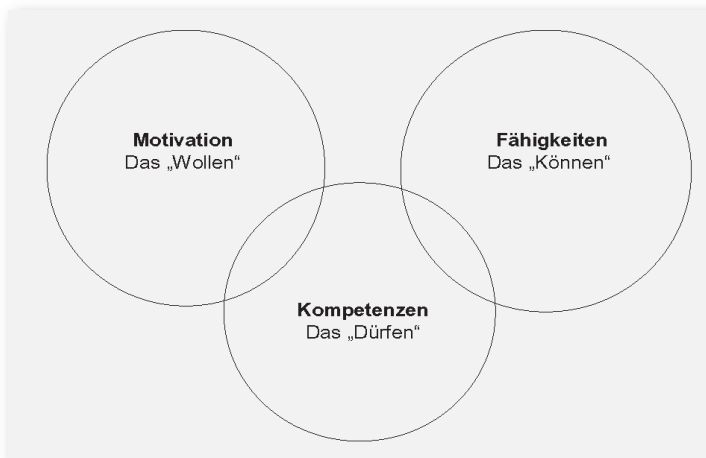 Motivation
Das „Wollen“
Fähigkeiten
Das „Können“
Kompetenzen
Das „Dürfen“